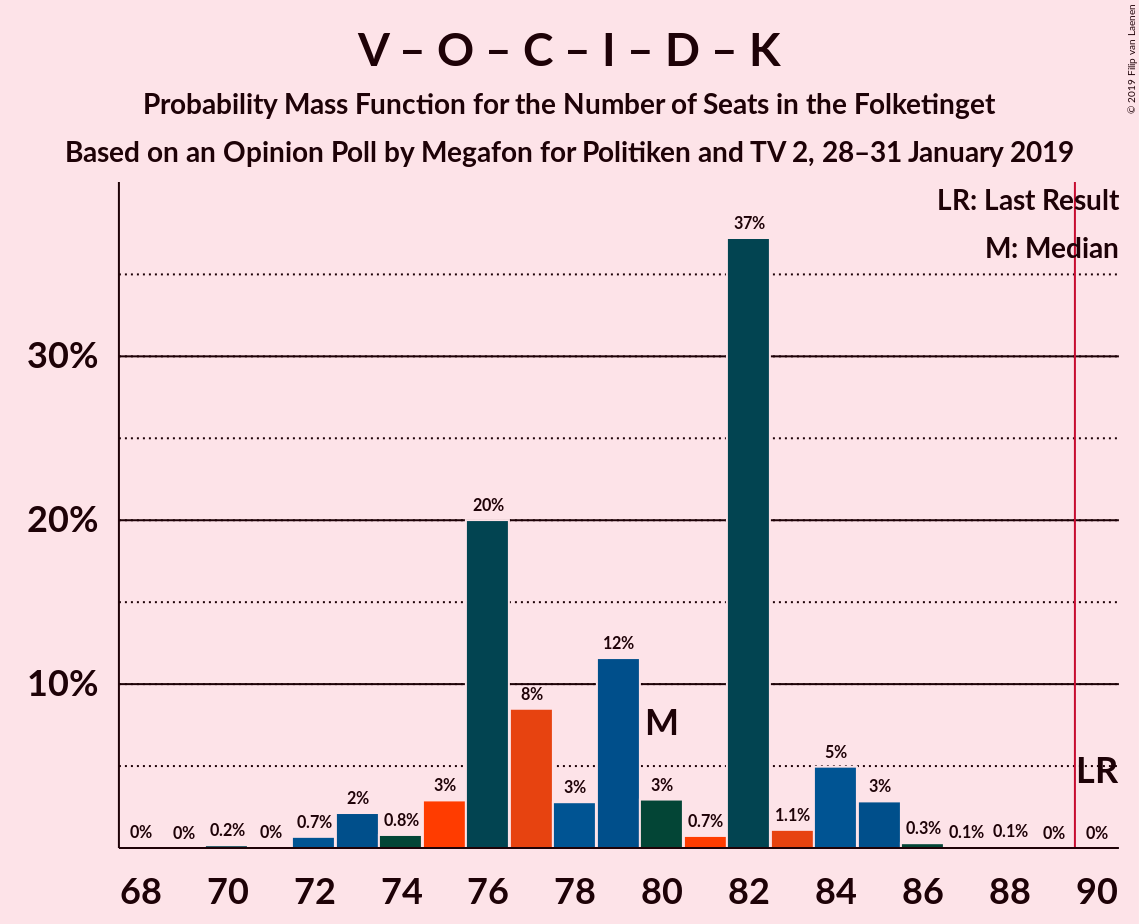 V – O – C – I – D – K
Probability Mass Function for the Number of Seats in the Folketinget
Based on an Opinion Poll by Megafon for Politiken and TV 2, 28–31 January 2019
© 2019 Filip van Laenen
LR: Last Result
M: Median
30%
20%
10%
0% 0% 0.2% 0% 0.7% 2% 0.8% 3% 20% 8% 3% 12% 3% 0.7% 37% 1.1% 5% 3% 0.3% 0.1% 0.1% 0% 0%
M
LR
68 70 72 74 76 78 80 82 84 86 88 90